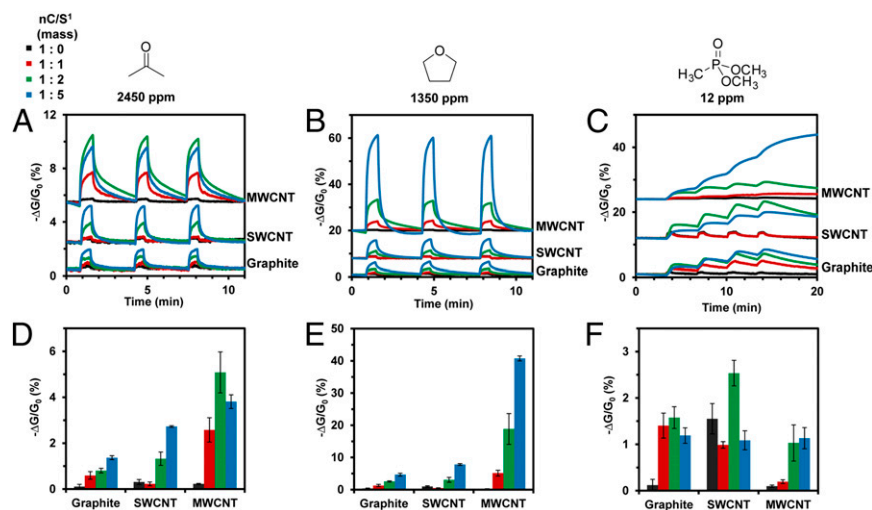 nC/S¹
(mass)
1 : 0
1 : 1
1 : 2
1 : 5
O
2450 ppm
O
1350 ppm
O
H₃C P OCH₃
OCH₃
12 ppm
A
-ΔG/G₀ (%)
12
10
8
6
4
2
0
0 5 10
Time (min)
MWCNT
SWCNT
Graphite
B
-ΔG/G₀ (%)
60
40
20
0
0 5 10
Time (min)
MWCNT
SWCNT
Graphite
C
-ΔG/G₀ (%)
40
20
0
0 10 20
Time (min)
MWCNT
SWCNT
Graphite
D
-ΔG/G₀ (%)
6
4
2
0
Graphite SWCNT MWCNT
E
-ΔG/G₀ (%)
50
40
30
20
10
0
Graphite SWCNT MWCNT
F
-ΔG/G₀ (%)
3
2
1
0
Graphite SWCNT MWCNT